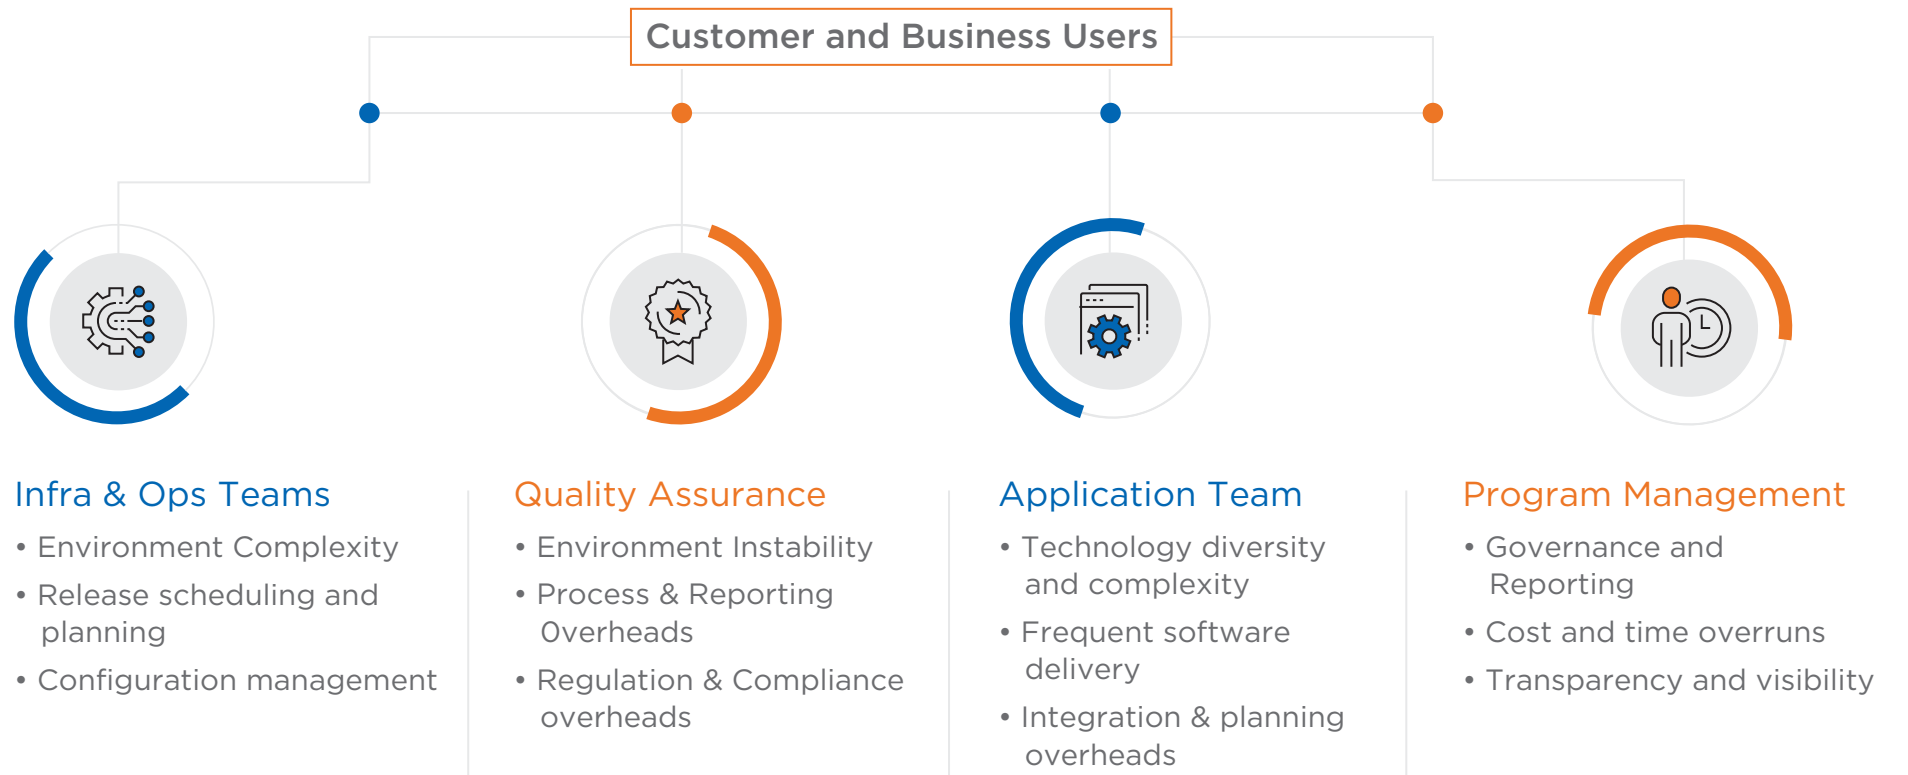 Customer and Business Users
Infra & Ops Teams
• Environment Complexity
• Release scheduling and
planning
• Configuration management
Quality Assurance
• Environment Instability
• Process & Reporting
0verheads
• Regulation & Compliance
overheads
Application Team
• Technology diversity
and complexity
• Frequent software
delivery
• Integration & planning
overheads
Program Management
• Governance and
Reporting
• Cost and time overruns
• Transparency and visibility